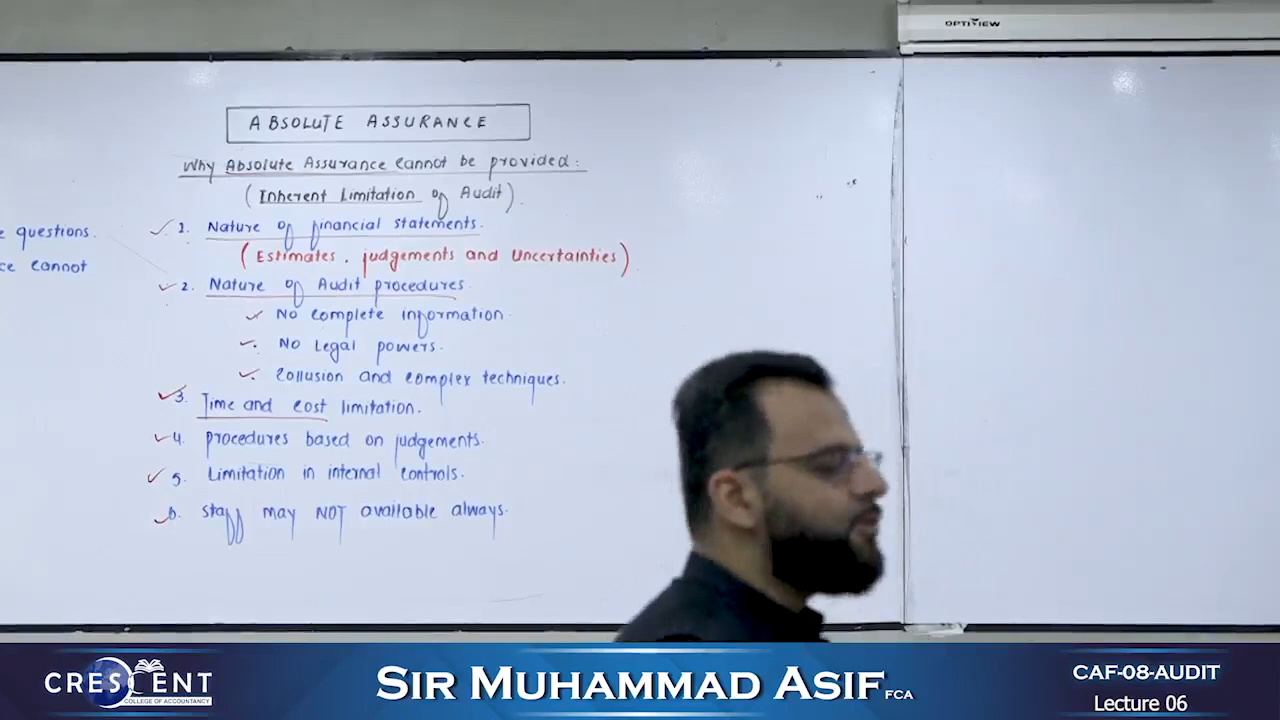 OPTIVIEW
ABSOLUTE ASSURANCE
Why Absolute Assurance Cannot be provided:
(Inherent Limitation of Audit).
questions.
cannot
1. Nature of financial statements.
(Estimates, judgements and Uncertainties)
2. Nature of Audit procedures.
No complete information.
No Legal powers.
Collusion and complex techniques.
3. Time and cost limitation.
4. procedures based on judgements.
5. Limitation in internal controls.
6. Staff may NOT available always.
CRESCENT
COLLEGE OF ACCOUNTANCY
SIR MUHAMMAD ASIF FCA
CAF-08-AUDIT
Lecture 06